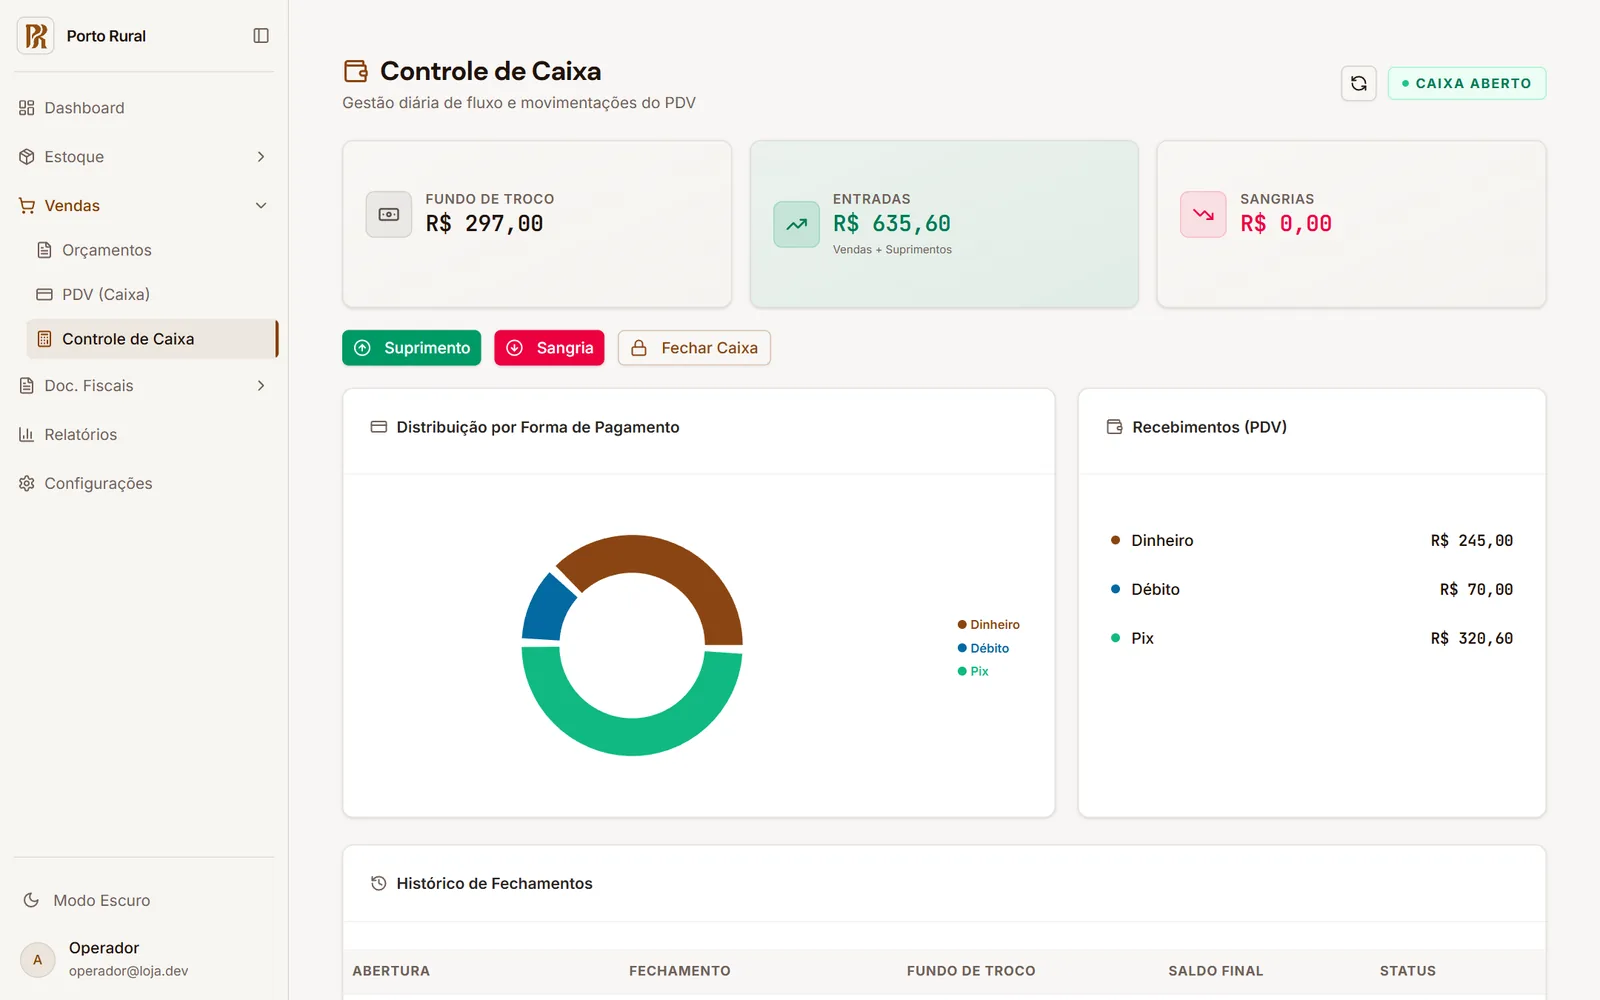 Porto Rural
Dashboard
Estoque
Vendas
Orçamentos
PDV (Caixa)
Controle de Caixa
Doc. Fiscais
Relatórios
Configurações
Modo Escuro
A
Operador
operador@loja.dev
Controle de Caixa
Gestão diária de fluxo e movimentações do PDV
CAIXA ABERTO
FUNDO DE TROCO
R$ 297,00
ENTRADAS
R$ 635,60
Vendas + Suprimentos
SANGRIAS
R$ 0,00
Suprimento
Sangria
Fechar Caixa
Distribuição por Forma de Pagamento
Dinheiro
Débito
Pix
Recebimentos (PDV)
Dinheiro R$ 245,00
Débito R$ 70,00
Pix R$ 320,60
Histórico de Fechamentos
ABERTURA FECHAMENTO FUNDO DE TROCO SALDO FINAL STATUS